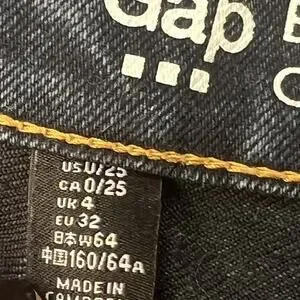 Gap
US 0/25
CA 0/25
UK 4
EU 32
日本 W64
中国 160/64A
MADE IN